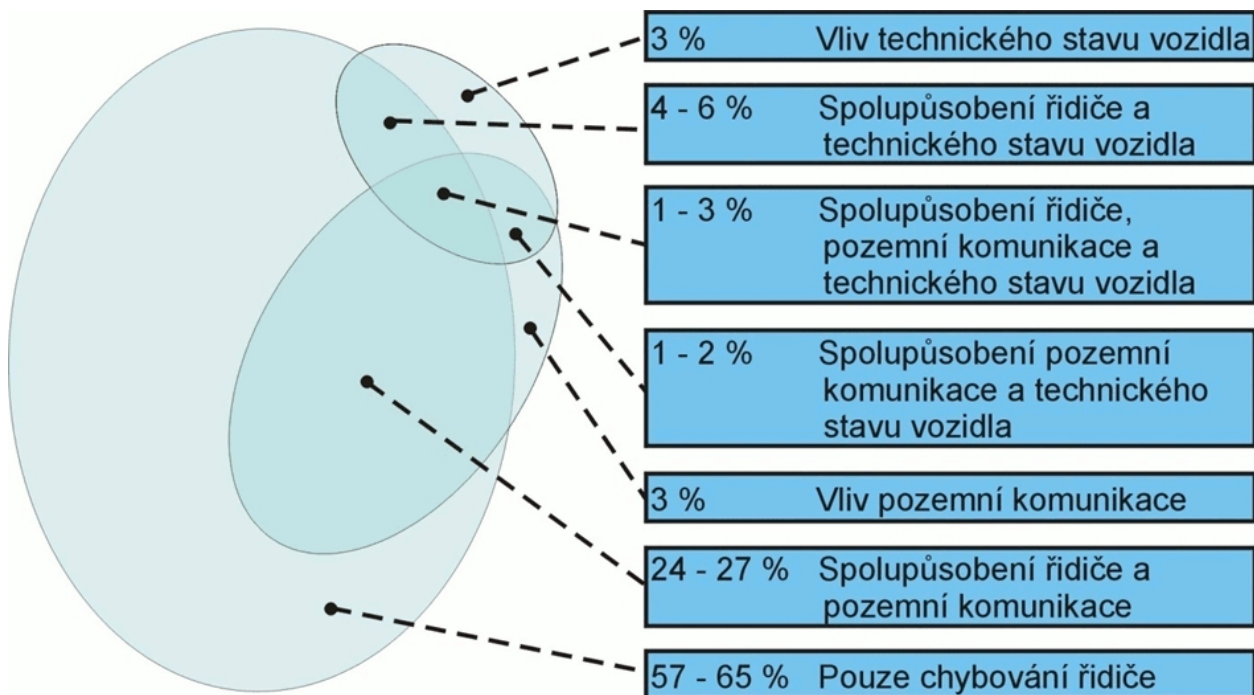 3 % Vliv technického stavu vozidla
4 - 6 % Spolupůsobení řidiče a
technického stavu vozidla
1 - 3 % Spolupůsobení řidiče,
pozemní komunikace a
technického stavu vozidla
1 - 2 % Spolupůsobení pozemní
komunikace a technického
stavu vozidla
3 % Vliv pozemní komunikace
24 - 27 % Spolupůsobení řidiče a
pozemní komunikace
57 - 65 % Pouze chybování řidiče